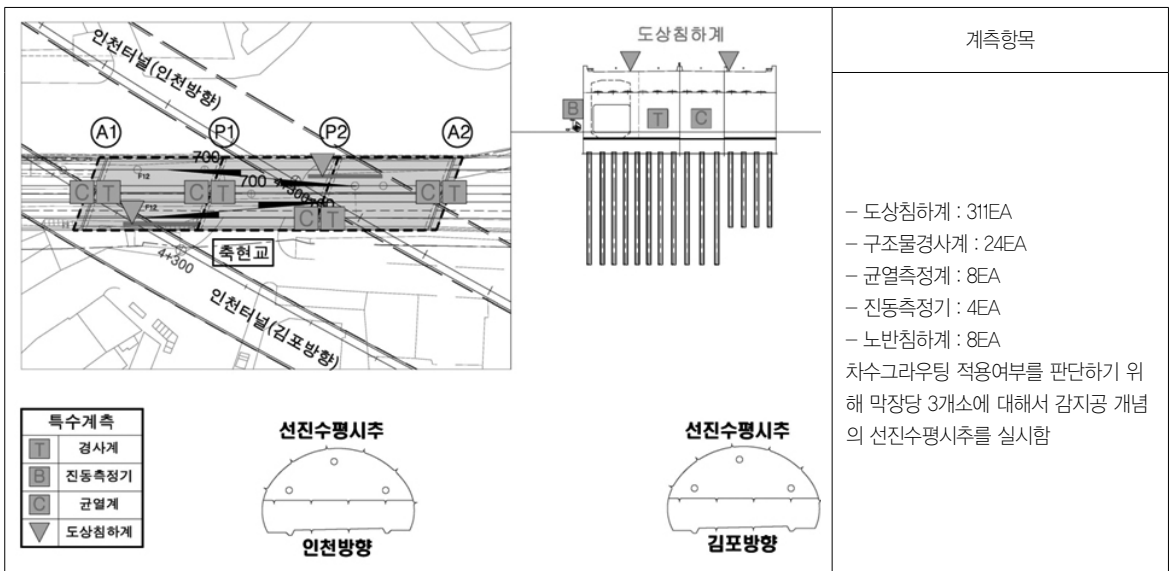 인천터널(인천방향)
A1
P1
P2
A2
700
700
4+300
F12
F12
C T
C T
C T
C T
축현교
4+300
인천터널(김포방향)
도상침하계
B
T
C
특수계측
T 경사계
B 진동측정기
C 균열계
도상침하계
선진수평시추
인천방향
선진수평시추
김포방향
계측항목
– 도상침하계 : 311EA
– 구조물경사계 : 24EA
– 균열측정계 : 8EA
– 진동측정기 : 4EA
– 노반침하계 : 8EA
차수그라우팅 적용여부를 판단하기 위
해 막장당 3개소에 대해서 감지공 개념
의 선진수평시추를 실시함